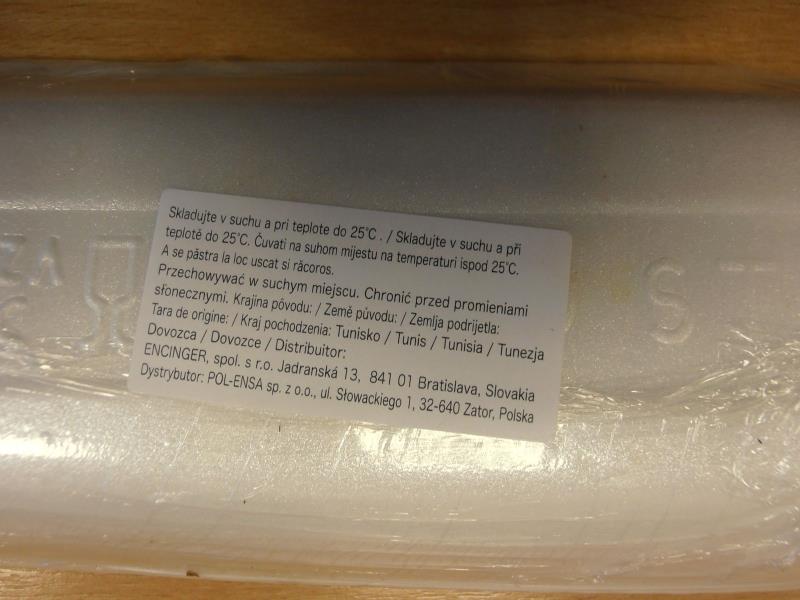 Skladujte v suchu a pri teplote do 25°C . / Skladujte v suchu a při
teplotě do 25°C. Čuvati na suhom mijestu na temperaturi ispod 25°C.
A se păstra la loc uscat si răcoros.
Przechowywać w suchym miejscu. Chronić przed promieniami
słonecznymi. Krajina pôvodu: / Země původu: / Zemlja podrijetla:
Tara de origine: / Kraj pochodzenia: Tunisko / Tunis / Tunisia / Tunezja
Dovozca / Dovozce / Distribuitor:
ENCINGER, spol. s r.o. Jadranská 13, 841 01 Bratislava, Slovakia
Dystrybutor: POL-ENSA sp. z o.o., ul. Słowackiego 1, 32-640 Zator, Polska